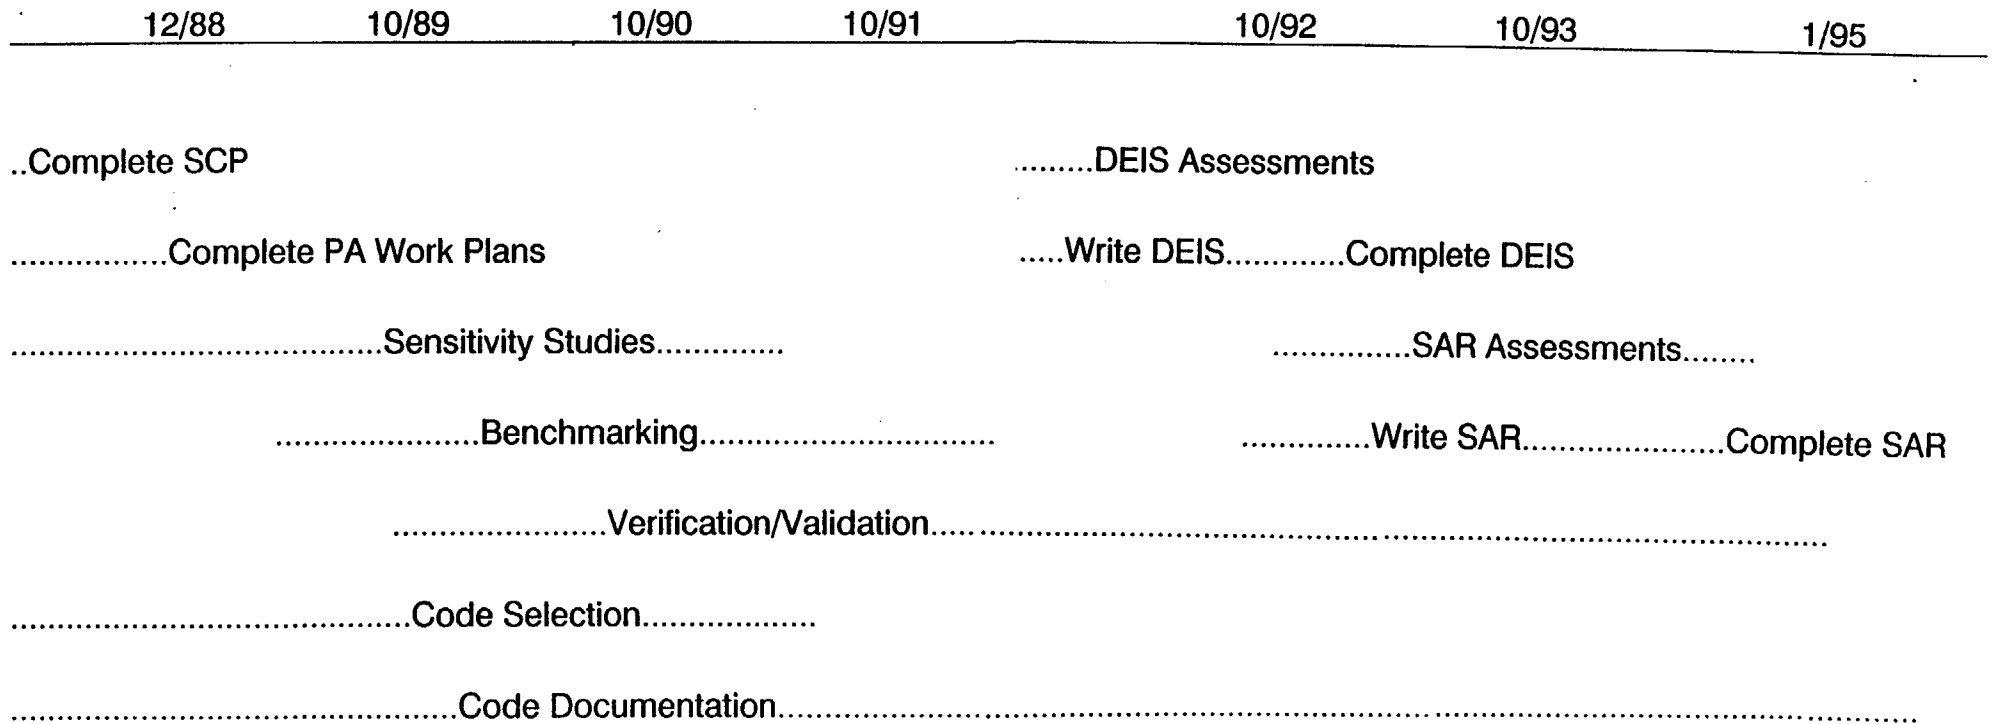 12/88 10/89 10/90 10/91 10/92 10/93 1/95
..Complete SCP .........DEIS Assessments
.................Complete PA Work Plans .....Write DEIS.............Complete DEIS
........................................Sensitivity Studies.............. ...............SAR Assessments........
......................Benchmarking................................ ..............Write SAR......................Complete SAR
.......................Verification/Validation.................................................................................................
...........................................Code Selection...................
................................................Code Documentation...........................................................................................................................